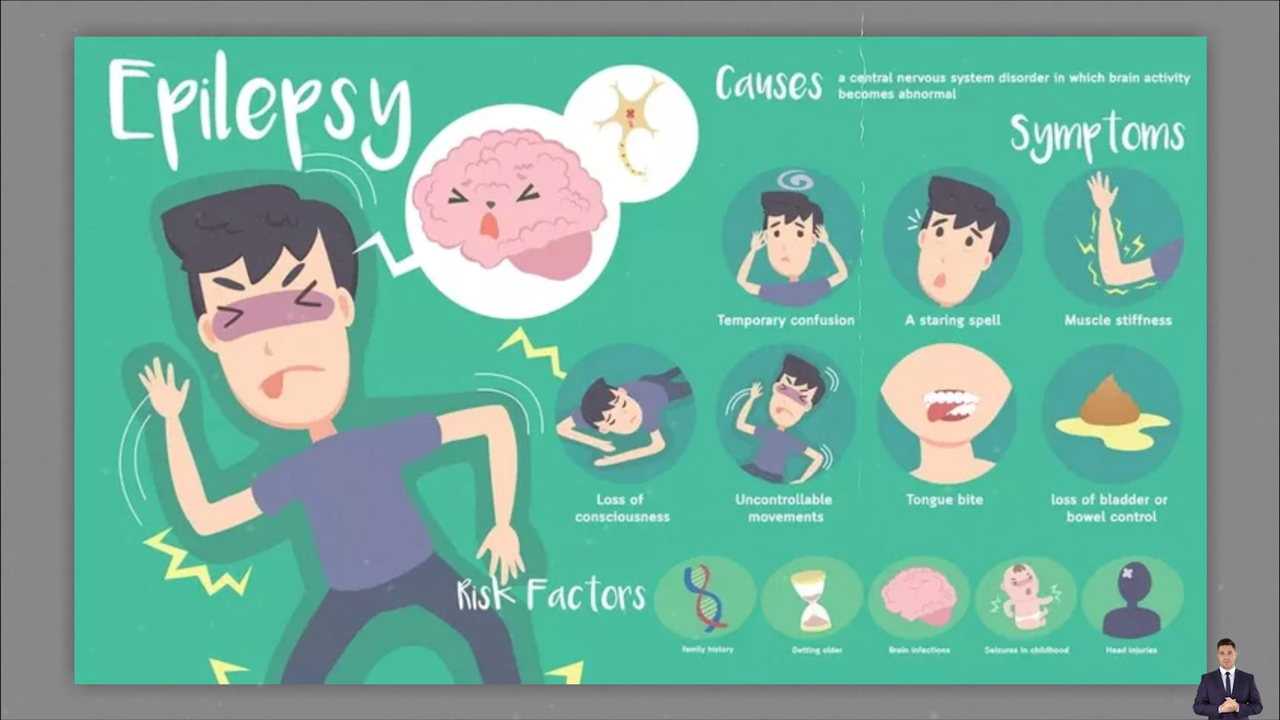 Epilepsy
Causes
a central nervous system disorder in which brain activity
becomes abnormal
Symptoms
Temporary confusion
A staring spell
Muscle stiffness
Loss of
consciousness
Uncontrollable
movements
Tongue bite
loss of bladder or
bowel control
Risk Factors
family history
Getting older
Brain infections
Seizures in childhood
Head injuries